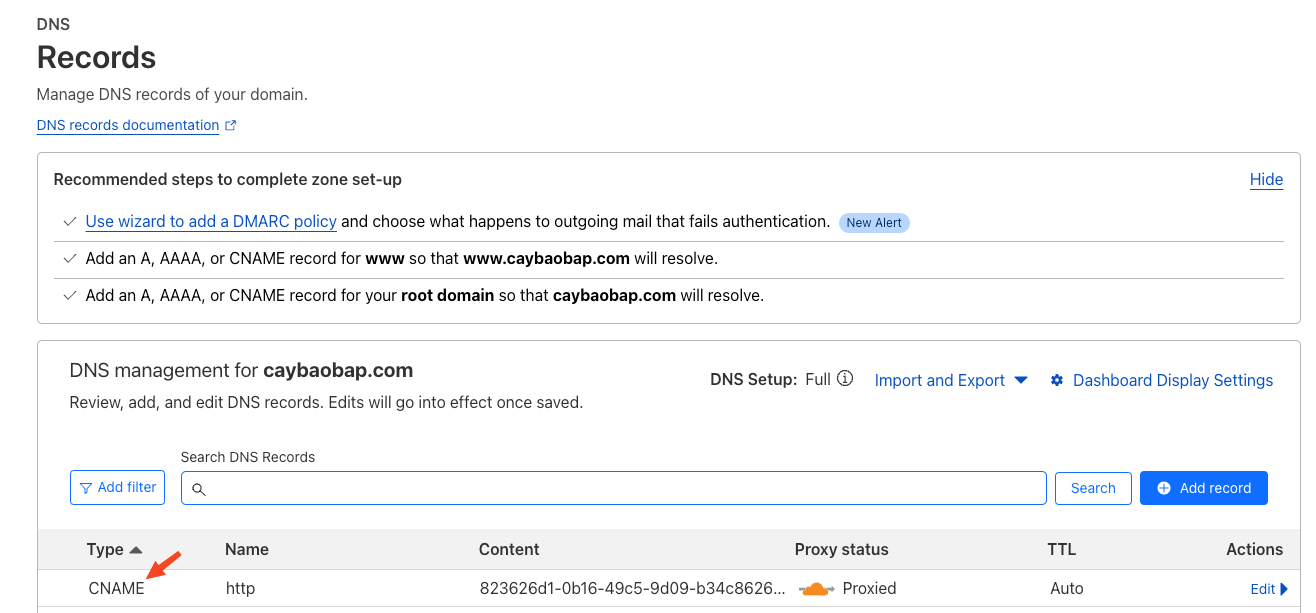 DNS
Records
Manage DNS records of your domain.
DNS records documentation
Recommended steps to complete zone set-up
Hide
Use wizard to add a DMARC policy and choose what happens to outgoing mail that fails authentication. New Alert
Add an A, AAAA, or CNAME record for www so that www.caybaobap.com will resolve.
Add an A, AAAA, or CNAME record for your root domain so that caybaobap.com will resolve.
DNS management for caybaobap.com
Review, add, and edit DNS records. Edits will go into effect once saved.
DNS Setup: Full Import and Export Dashboard Display Settings
Search DNS Records
Add filter Search Add record
Type Name Content Proxy status TTL Actions
CNAME http 823626d1-0b16-49c5-9d09-b34c8626... Proxied Auto Edit